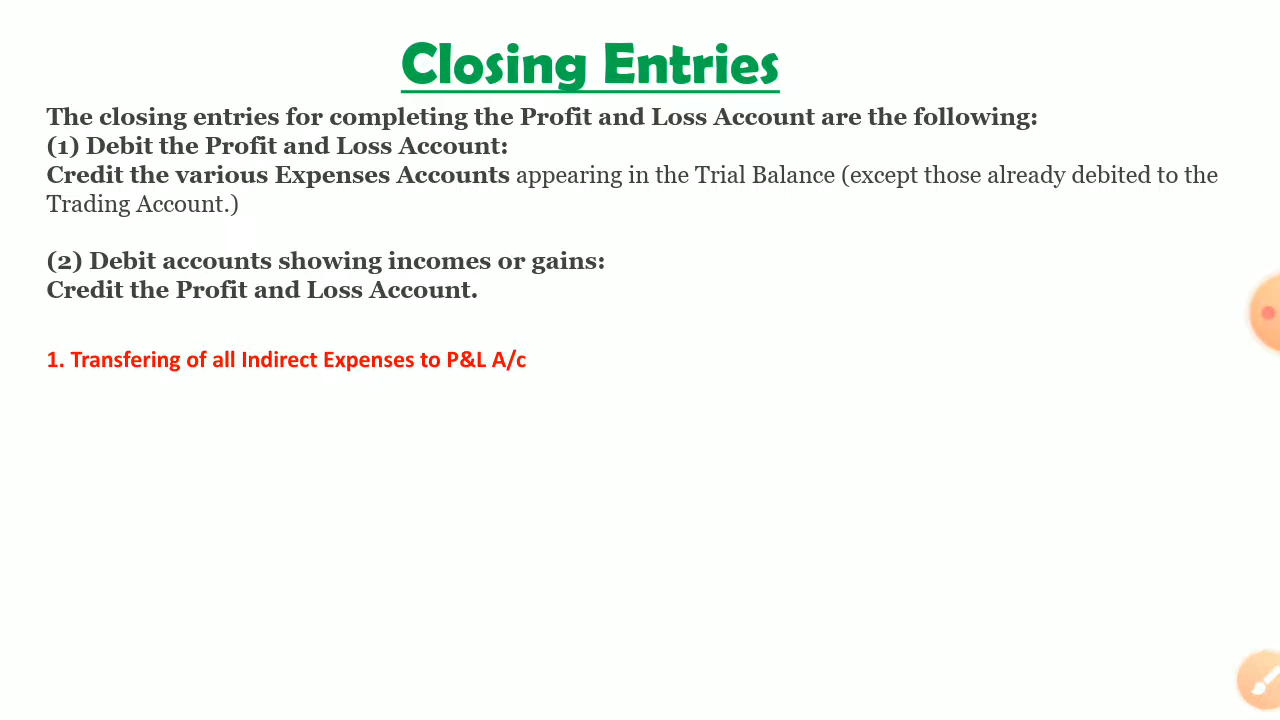 Closing Entries
The closing entries for completing the Profit and Loss Account are the following:
(1) Debit the Profit and Loss Account:
Credit the various Expenses Accounts appearing in the Trial Balance (except those already debited to the
Trading Account.)
(2) Debit accounts showing incomes or gains:
Credit the Profit and Loss Account.
1. Transfering of all Indirect Expenses to P&L A/c